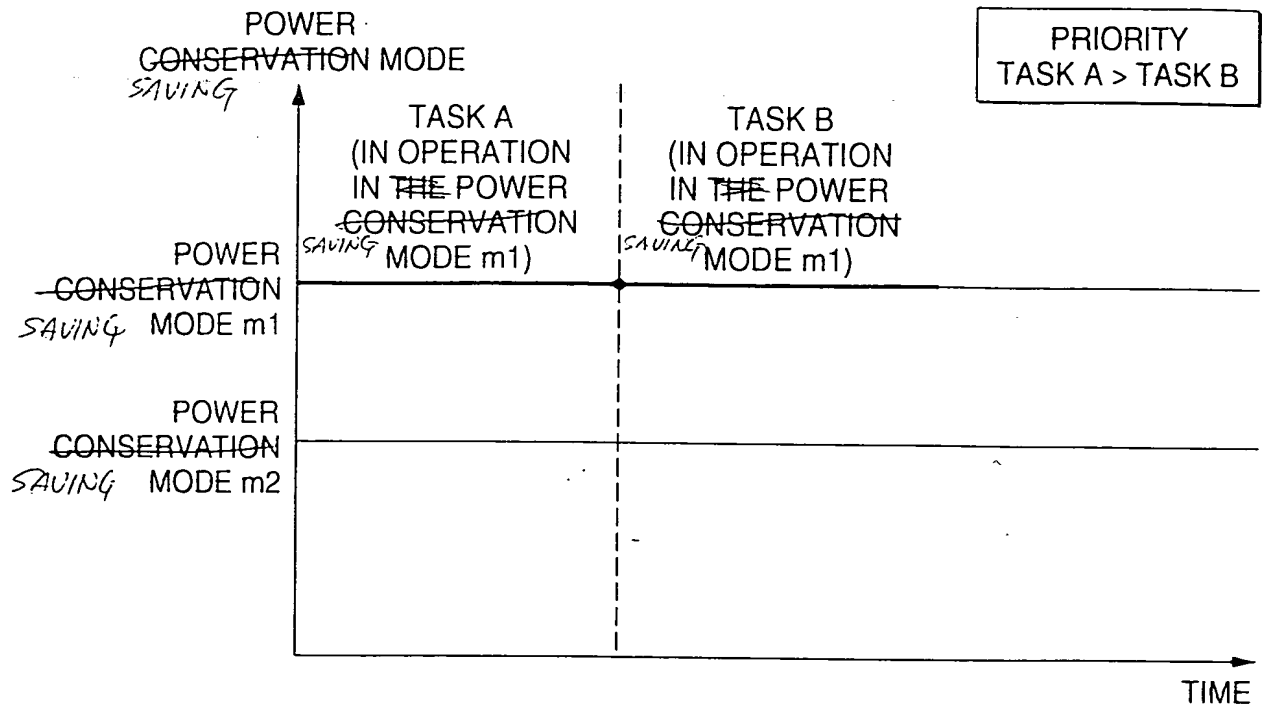 POWER
CONSERVATION MODE
SAVING
PRIORITY
TASK A > TASK B
TASK A
(IN OPERATION
IN THE POWER
CONSERVATION
SAVING
MODE m1)
TASK B
(IN OPERATION
IN THE POWER
CONSERVATION
SAVING
MODE m1)
POWER
CONSERVATION
SAVING MODE m1
POWER
CONSERVATION
SAVING MODE m2
TIME